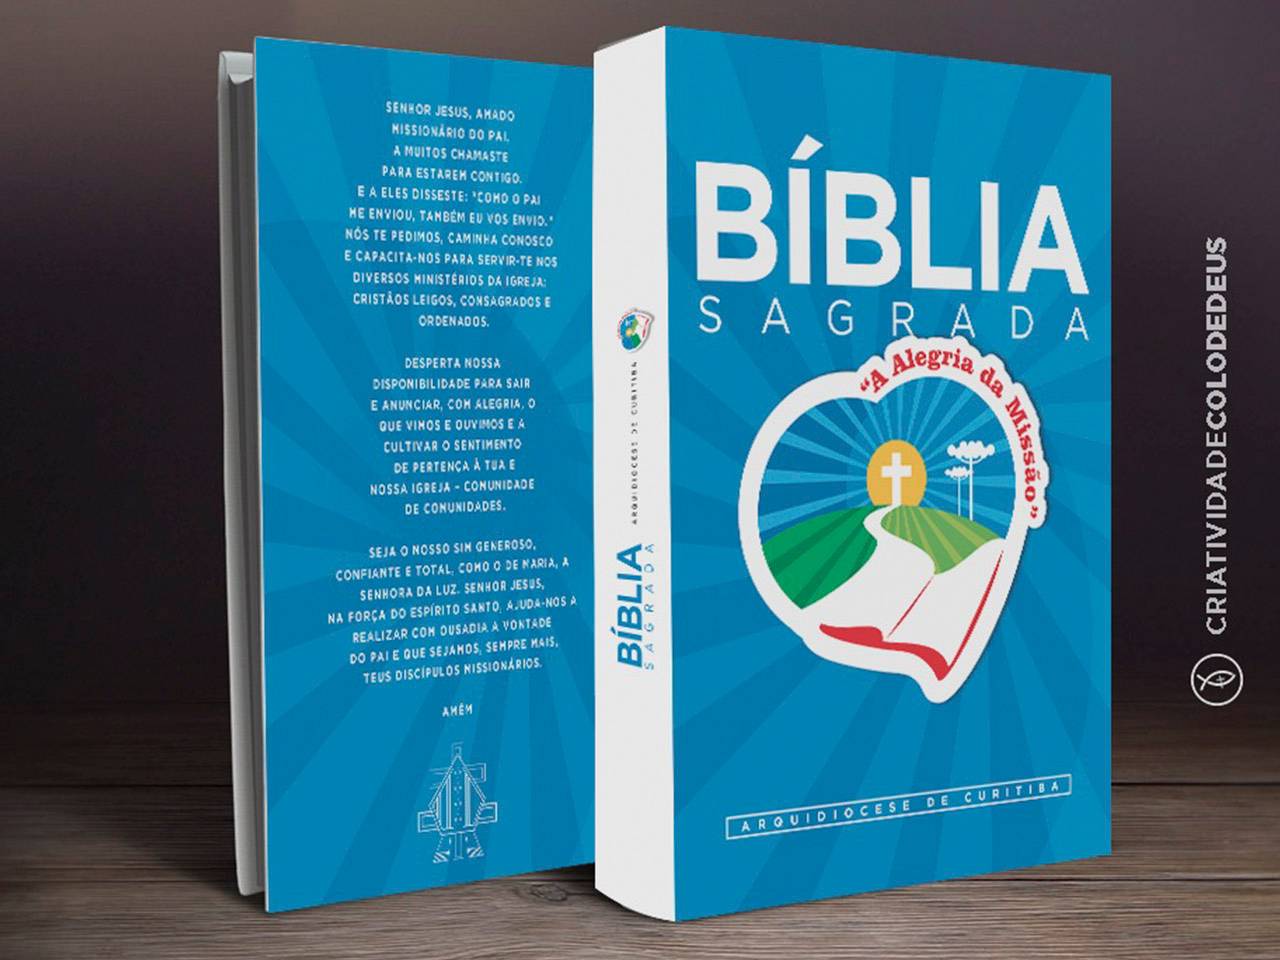 SENHOR JESUS, AMADO
MISSIONÁRIO DO PAI,
A MUITOS CHAMASTE
PARA ESTAREM CONTIGO.
E A ELES DISSESTE: "COMO O PAI
ME ENVIOU, TAMBÉM EU VOS ENVIO."
NÓS TE PEDIMOS, CAMINHA CONOSCO
E CAPACITA-NOS PARA SERVIR-TE NOS
DIVERSOS MINISTÉRIOS DA IGREJA:
CRISTÃOS LEIGOS, CONSAGRADOS E
ORDENADOS.
DESPERTA NOSSA
DISPONIBILIDADE PARA SAIR
E ANUNCIAR, COM ALEGRIA, O
QUE VIMOS E OUVIMOS E A
CULTIVAR O SENTIMENTO
DE PERTENÇA À TUA E
NOSSA IGREJA – COMUNIDADE
DE COMUNIDADES.
SEJA O NOSSO SIM GENEROSO,
CONFIANTE E TOTAL, COMO O DE MARIA, A
SENHORA DA LUZ. SENHOR JESUS,
NA FORÇA DO ESPÍRITO SANTO, AJUDA-NOS A
REALIZAR COM OUSADIA A VONTADE
DO PAI E QUE SEJAMOS, SEMPRE MAIS,
TEUS DISCÍPULOS MISSIONÁRIOS.
AMÉM
BÍBLIA
SAGRADA
ARQUIDIOCESE DE CURITIBA
BÍBLIA
SAGRADA
"A Alegria da Missão"
ARQUIDIOCESE DE CURITIBA
CRIATIVIDADECOLODEDEUS